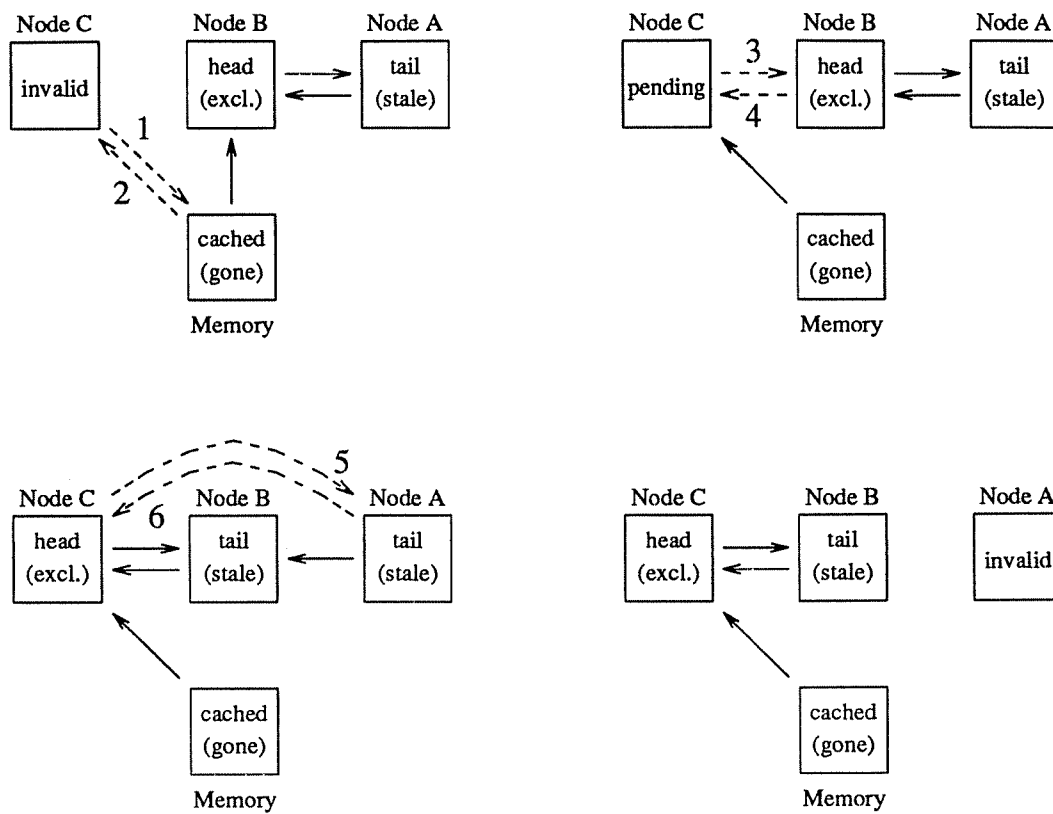 Node C
Node B
Node A
invalid
head
(excl.)
tail
(stale)
1
2
cached
(gone)
Memory
Node C
Node B
Node A
pending
3
4
head
(excl.)
tail
(stale)
cached
(gone)
Memory
5
Node C
Node B
Node A
6
head
(excl.)
tail
(stale)
tail
(stale)
cached
(gone)
Memory
Node C
Node B
Node A
head
(excl.)
tail
(stale)
invalid
cached
(gone)
Memory